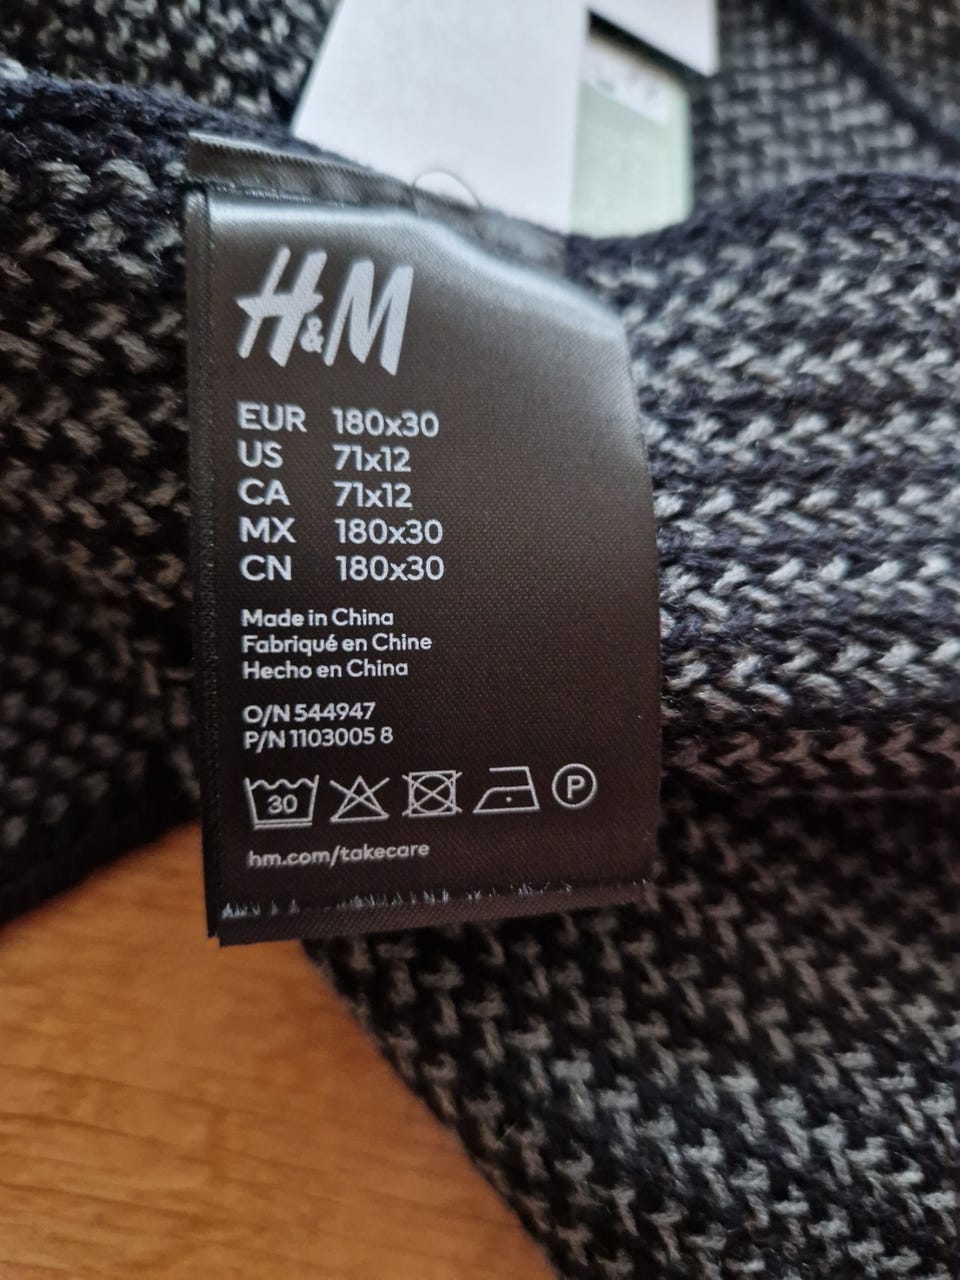 H&M
EUR 180x30
US 71x12
CA 71x12
MX 180x30
CN 180x30
Made in China
Fabriqué en Chine
Hecho en China
O/N 544947
P/N 1103005 8
30
P
hm.com/takecare